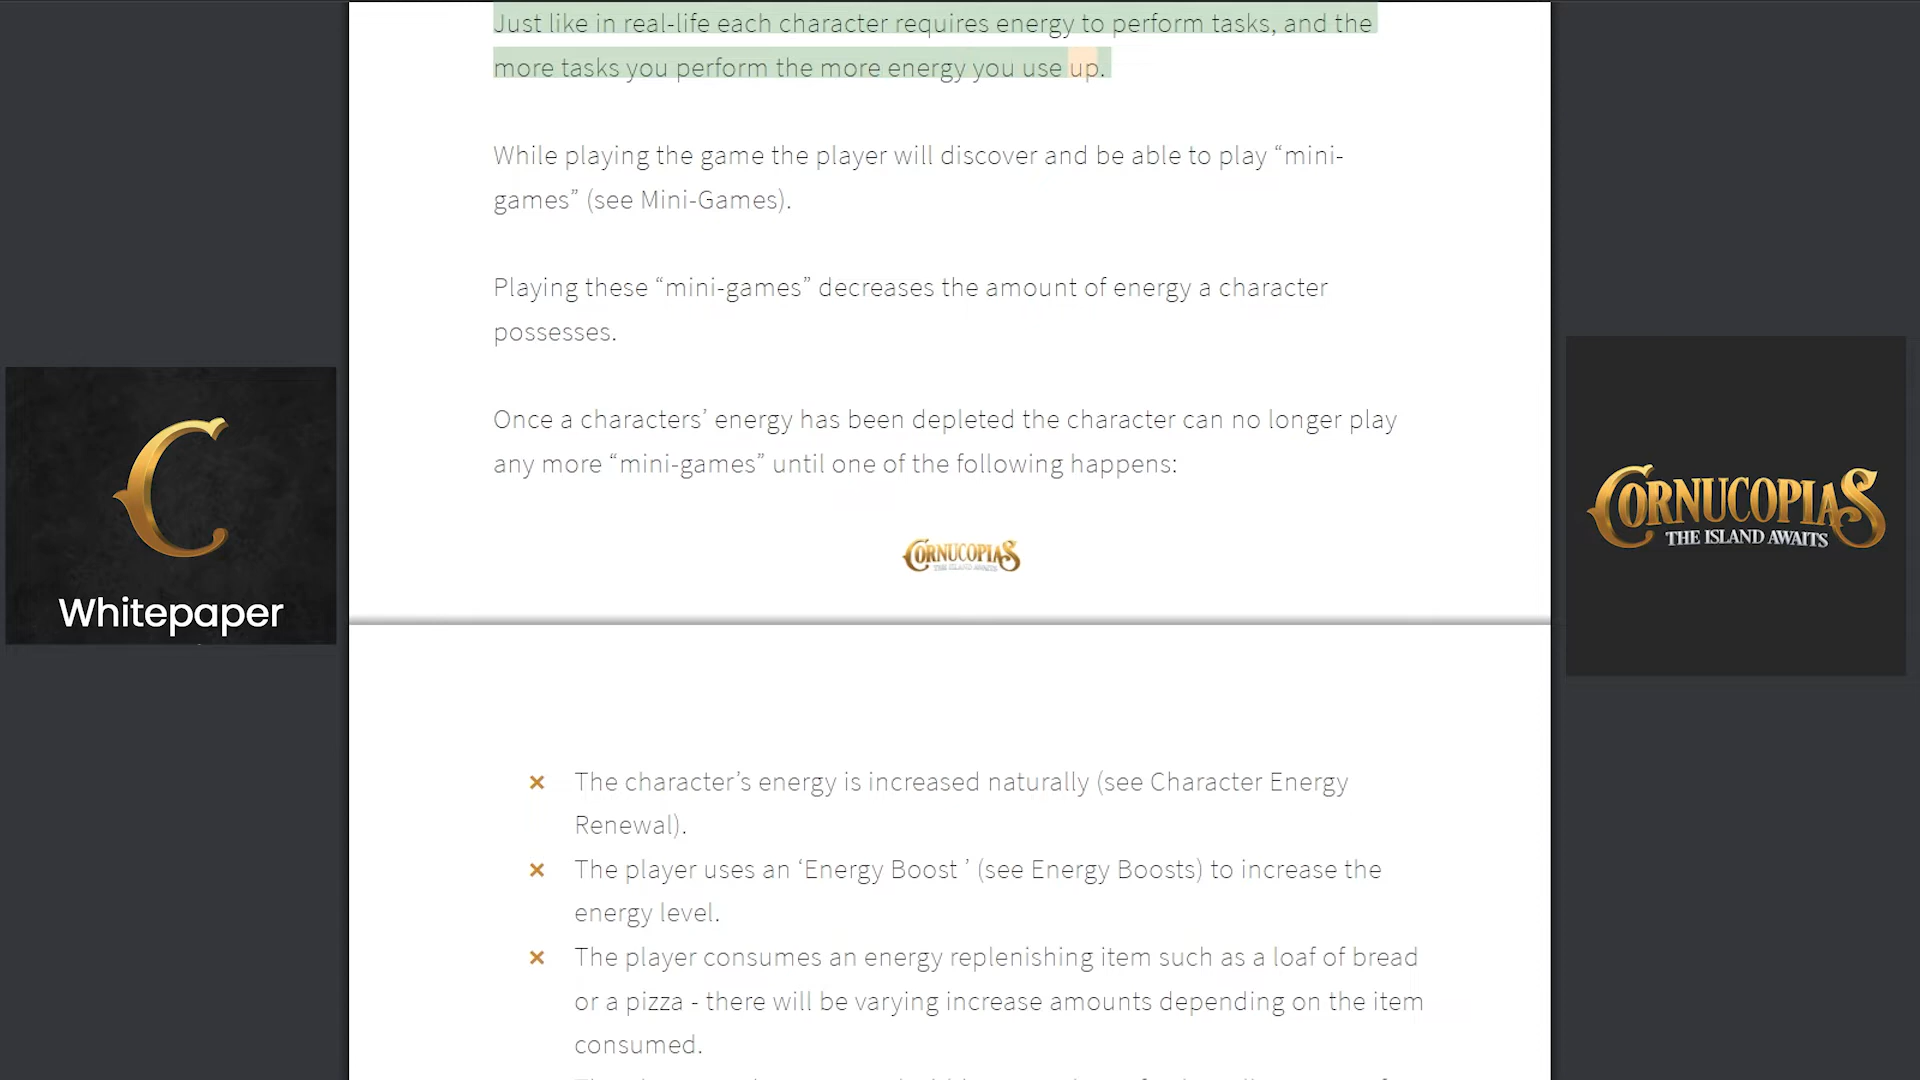 Just like in real-life each character requires energy to perform tasks, and the
more tasks you perform the more energy you use up.
While playing the game the player will discover and be able to play “mini-
games” (see Mini-Games).
Playing these “mini-games” decreases the amount of energy a character
possesses.
Once a characters’ energy has been depleted the character can no longer play
any more “mini-games” until one of the following happens:
CORNUCOPIAS
THE ISLAND AWAITS
C
Whitepaper
CORNUCOPIAS
THE ISLAND AWAITS
The character’s energy is increased naturally (see Character Energy
Renewal).
The player uses an ‘Energy Boost ’ (see Energy Boosts) to increase the
energy level.
The player consumes an energy replenishing item such as a loaf of bread
or a pizza - there will be varying increase amounts depending on the item
consumed.